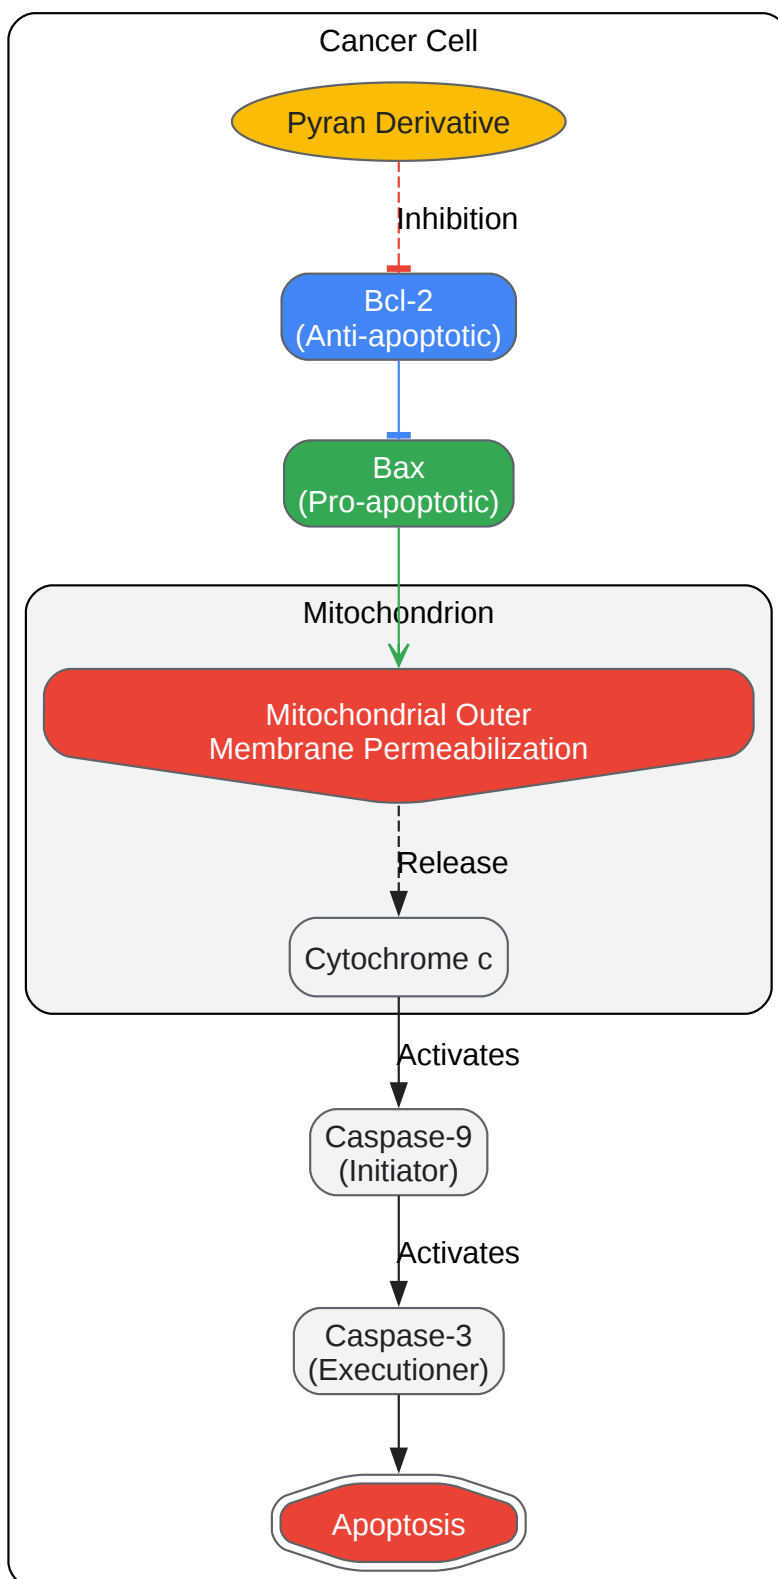 Cancer Cell
Pyran Derivative
Inhibition
Bcl-2
(Anti-apoptotic)
Bax
(Pro-apoptotic)
Mitochondrion
Mitochondrial Outer
Membrane Permeabilization
Release
Cytochrome c
Activates
Caspase-9
(Initiator)
Activates
Caspase-3
(Executioner)
Apoptosis